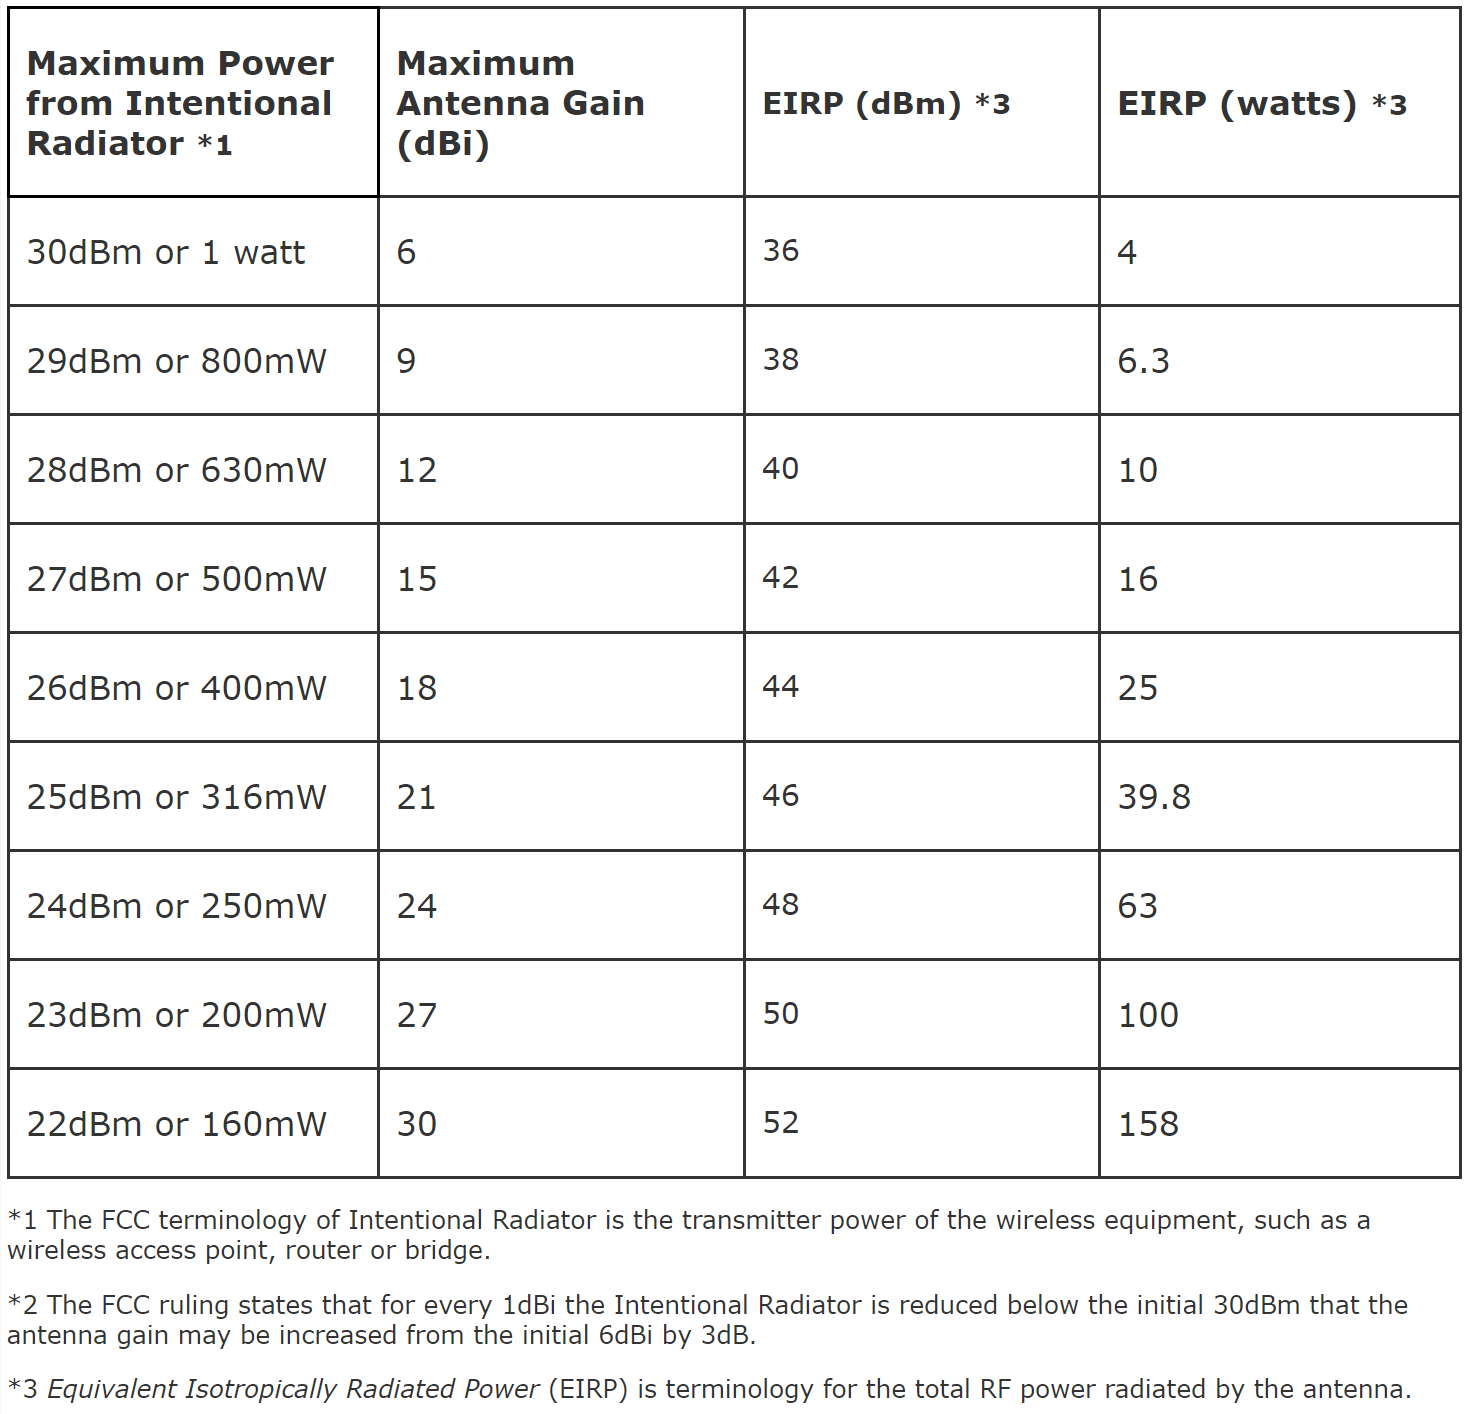 Maximum Power from Intentional Radiator *1
Maximum Antenna Gain (dBi)
EIRP (dBm) *3
EIRP (watts) *3
30dBm or 1 watt 6 36 4
29dBm or 800mW 9 38 6.3
28dBm or 630mW 12 40 10
27dBm or 500mW 15 42 16
26dBm or 400mW 18 44 25
25dBm or 316mW 21 46 39.8
24dBm or 250mW 24 48 63
23dBm or 200mW 27 50 100
22dBm or 160mW 30 52 158
*1 The FCC terminology of Intentional Radiator is the transmitter power of the wireless equipment, such as a
wireless access point, router or bridge.
*2 The FCC ruling states that for every 1dBi the Intentional Radiator is reduced below the initial 30dBm that the
antenna gain may be increased from the initial 6dBi by 3dB.
*3 Equivalent Isotropically Radiated Power (EIRP) is terminology for the total RF power radiated by the antenna.